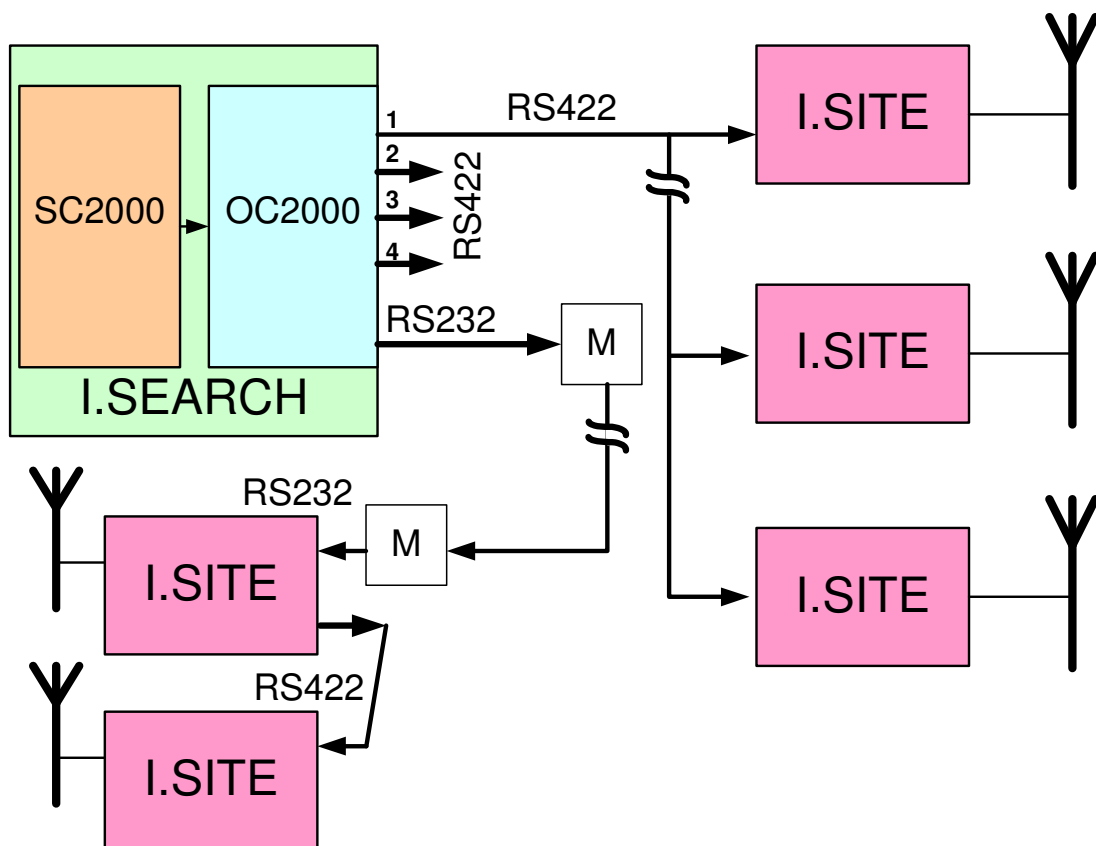 RS422
I.SITE
1
2
SC2000
OC2000
3
RS422
4
RS232
M
I.SITE
I.SEARCH
RS232
M
I.SITE
I.SITE
RS422
I.SITE